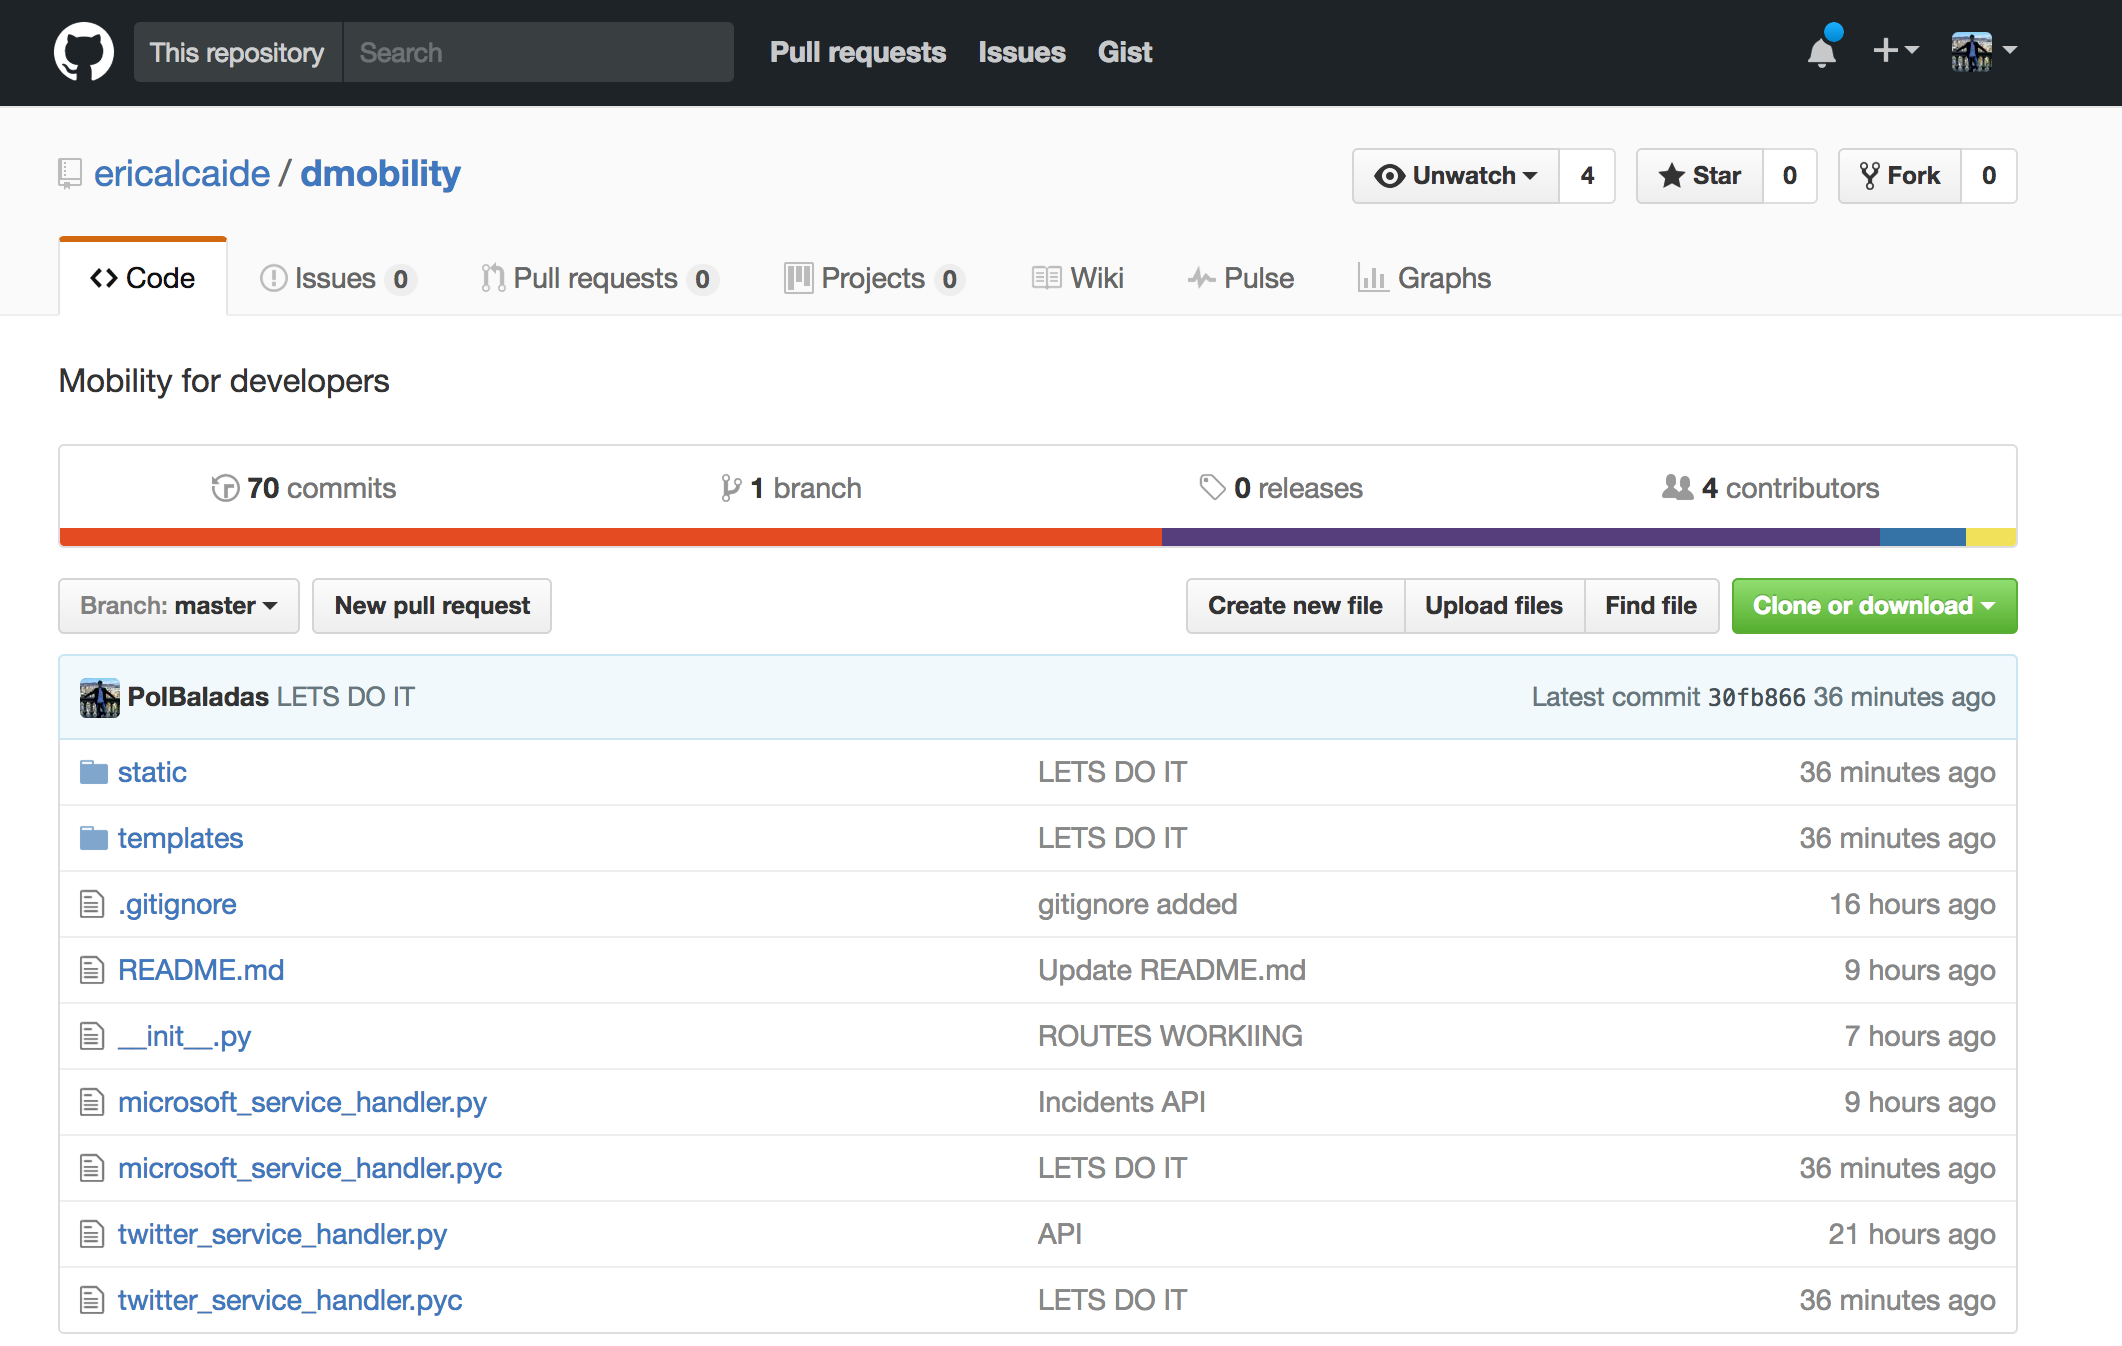 This repository Search Pull requests Issues Gist
ericalcaide / dmobility Unwatch 4 Star 0 Fork 0
Code Issues 0 Pull requests 0 Projects 0 Wiki Pulse Graphs
Mobility for developers
70 commits 1 branch 0 releases 4 contributors
Branch: master New pull request Create new file Upload files Find file Clone or download
PolBaladas LETS DO IT Latest commit 30fb866 36 minutes ago
static LETS DO IT 36 minutes ago
templates LETS DO IT 36 minutes ago
.gitignore gitignore added 16 hours ago
README.md Update README.md 9 hours ago
__init__.py ROUTES WORKIING 7 hours ago
microsoft_service_handler.py Incidents API 9 hours ago
microsoft_service_handler.pyc LETS DO IT 36 minutes ago
twitter_service_handler.py API 21 hours ago
twitter_service_handler.pyc LETS DO IT 36 minutes ago